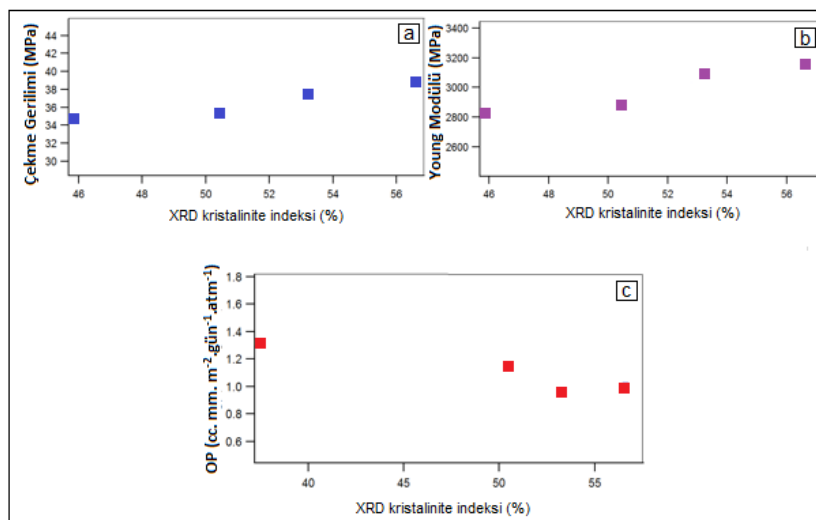 a
Çekme Gerilimi (MPa)
44
42
40
38
36
34
32
30
46 48 50 52 54 56
XRD kristalinite indeksi (%)
b
Young Modülü (MPa)
3400
3200
3000
2800
2600
46 48 50 52 54 56
XRD kristalinite indeksi (%)
c
OP (cc. mm. m⁻².gün⁻¹.atm⁻¹)
1.8
1.6
1.4
1.2
1.0
0.8
0.6
40 45 50 55
XRD kristalinite indeksi (%)